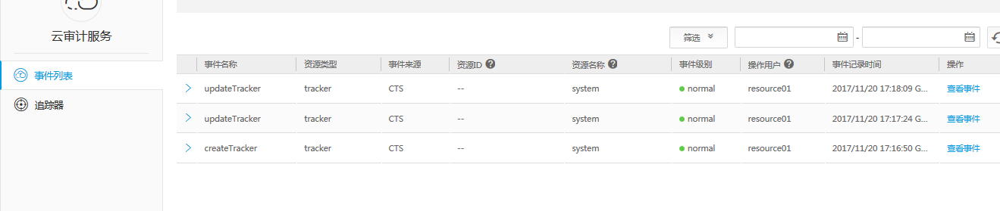 云审计服务
事件列表
追踪器
筛选
-
事件名称 资源类型 事件来源 资源ID ? 资源名称 ? 事件级别 操作用户 ? 事件记录时间 操作
updateTracker tracker CTS -- system normal resource01 2017/11/20 17:18:09 G... 查看事件
updateTracker tracker CTS -- system normal resource01 2017/11/20 17:17:24 G... 查看事件
createTracker tracker CTS -- system normal resource01 2017/11/20 17:16:50 G... 查看事件